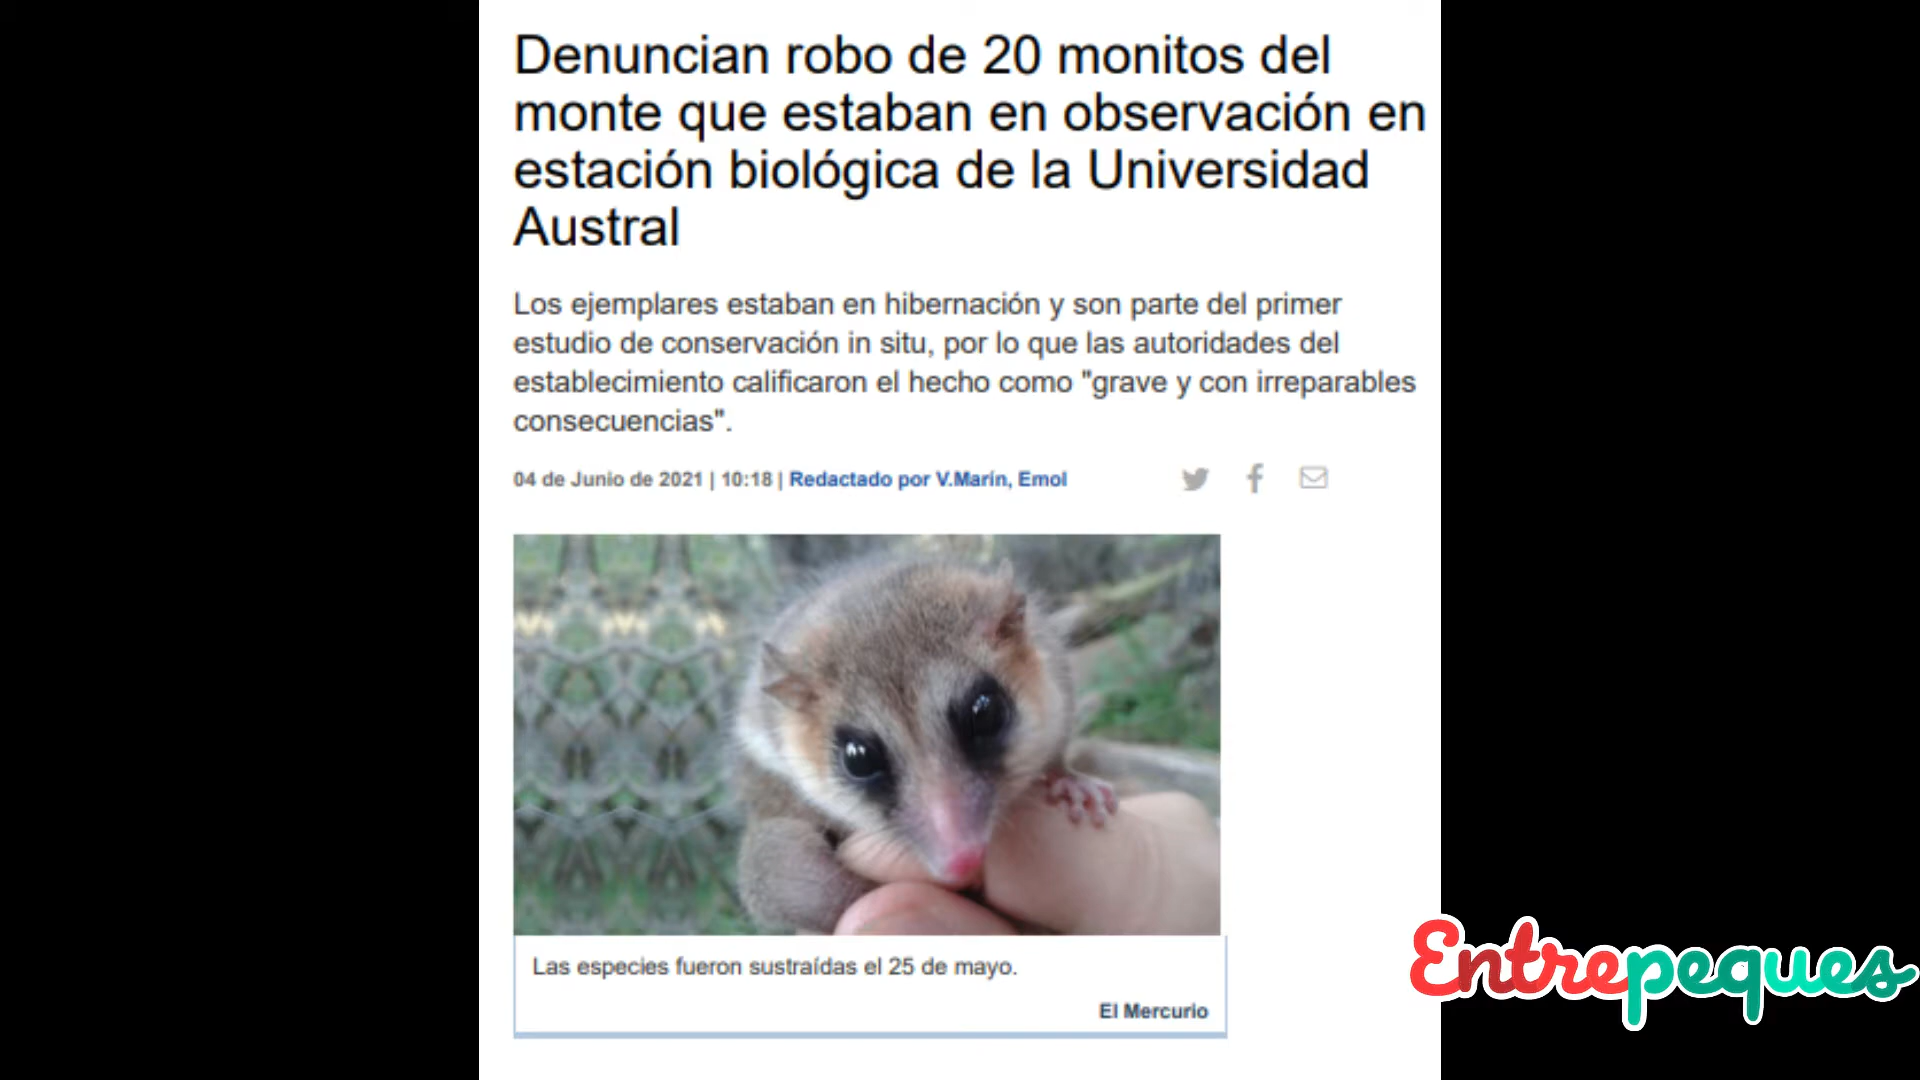 Denuncian robo de 20 monitos del
monte que estaban en observación en
estación biológica de la Universidad
Austral
Los ejemplares estaban en hibernación y son parte del primer
estudio de conservación in situ, por lo que las autoridades del
establecimiento calificaron el hecho como "grave y con irreparables
consecuencias".
04 de Junio de 2021 | 10:18 | Redactado por V.Marín, Emol
Las especies fueron sustraídas el 25 de mayo.
El Mercurio
Entrepeques